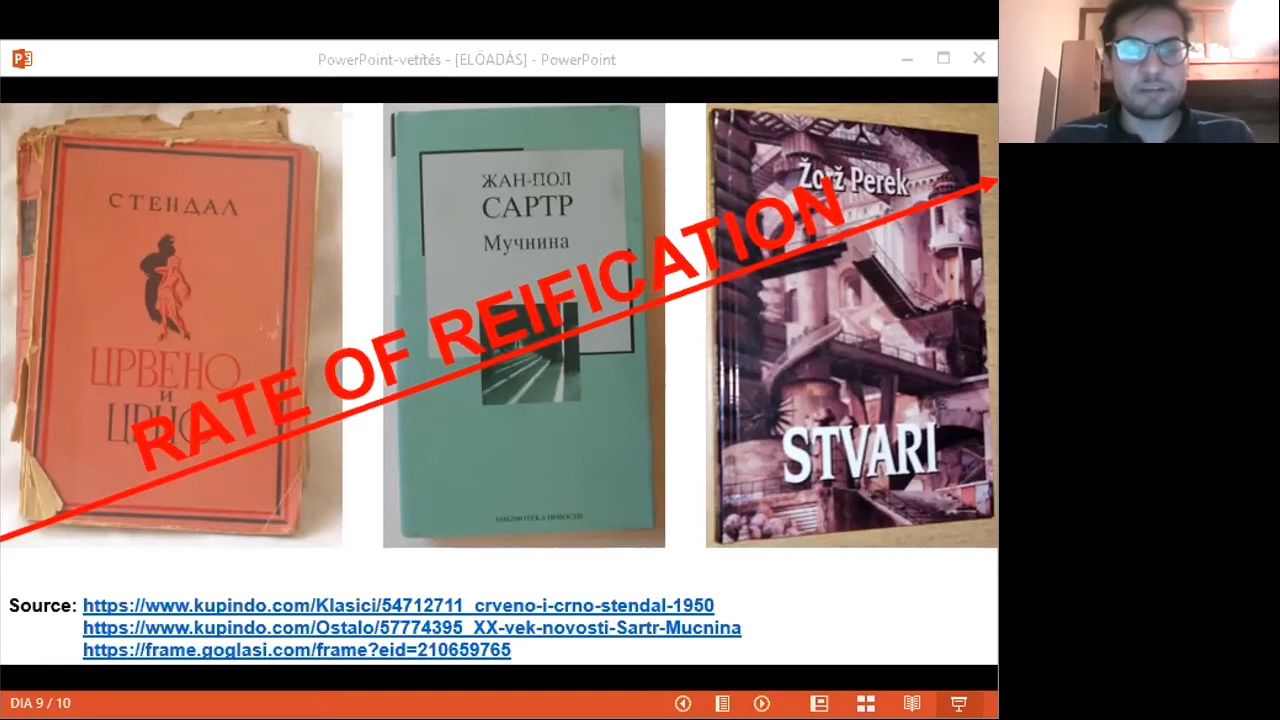 PowerPoint-vetítés - [ELŐADÁS] - PowerPoint
СТЕНДАЛ
ЦРВЕНО
И
ЦРНО
ЖАН-ПОЛ
САРТР
Мучнина
БИБЛИОТЕКА НОВОСТИ
Žorž Perek
STVARI
RATE OF REIFICATION
Source: https://www.kupindo.com/Klasici/54712711_crveno-i-crno-stendal-1950
https://www.kupindo.com/Ostalo/57774395_XX-vek-novosti-Sartr-Mucnina
https://frame.goglasi.com/frame?eid=210659765
DIA 9 / 10